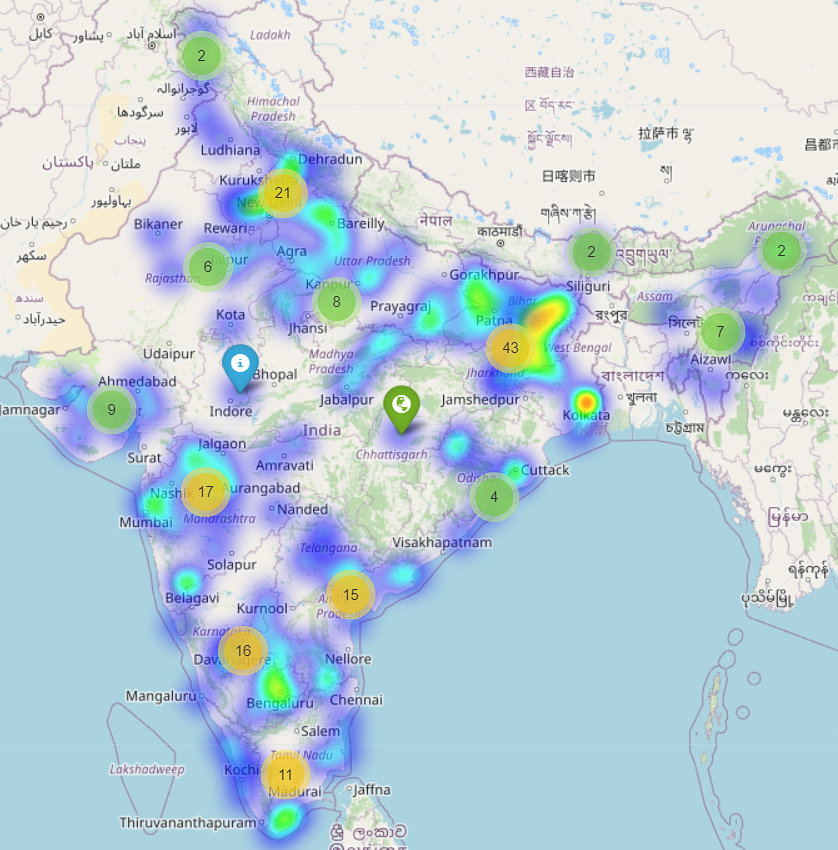 کابل
پشاور
اسلام آباد
Ladakh
2
گوجرانوالہ
西藏自治
Himachal
Pradesh
سرگودھا
لاہور
پنجاب
拉萨市
Ludhiana
ملتان
Dehradun
پاکستان
日喀则市
Kurukshetra
21
بہاولپور
New Delhi
رحیم یار خان
Bikaner
Rewari
Bareilly
नेपाल
काठमाडौं
Arunachal
2
2
Agra
سکھر
6
Jaipur
Uttar Pradesh
Rajasthan
Gorakhpur
Kanpur
Siliguri
سندھ
8
Assam
Kota
Prayagraj
Bihar
حیدرآباد
Patna
রংপুর
Jhansi
7
43
Udaipur
Madhya
Pradesh
West Bengal
Aizawl
বাংলাদেশ
Bhopal
Jharkhand
Ahmedabad
Jabalpur
Jamshedpur
খুলনা
Jamnagar
9
Indore
Kolkata
India
চট্টগ্রাম
Jalgaon
Chhattisgarh
Surat
Amravati
Cuttack
Odisha
17
Aurangabad
4
Nashik
Nanded
Maharashtra
Mumbai
Visakhapatnam
Telangana
Solapur
15
Belagavi
Andhra
Pradesh
Kurnool
Karnataka
16
Davanagere
Nellore
Mangaluru
Bengaluru
Chennai
Salem
Tamil Nadu
Lakshadweep
Kochi
11
Madurai
Jaffna
Thiruvananthapuram
ශ්‍රී ලංකාව